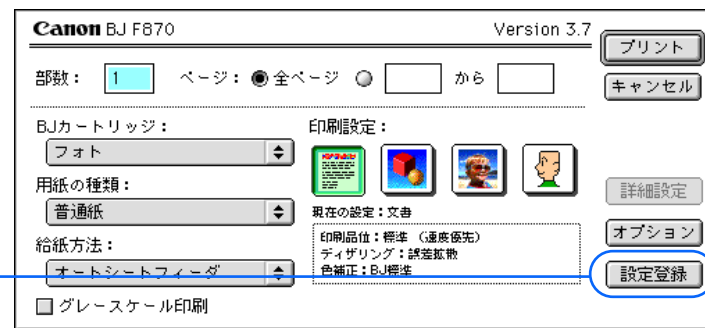 Canon BJ F870 Version 3.7
プリント
部数: 1 ページ: 全ページ から
キャンセル
BJカートリッジ:
フォト
用紙の種類:
普通紙
給紙方法:
オートシートフィーダ
グレースケール印刷
印刷設定:
現在の設定:文書
印刷品位:標準 (速度優先)
ディザリング:誤差拡散
色補正:BJ標準
詳細設定
オプション
設定登録